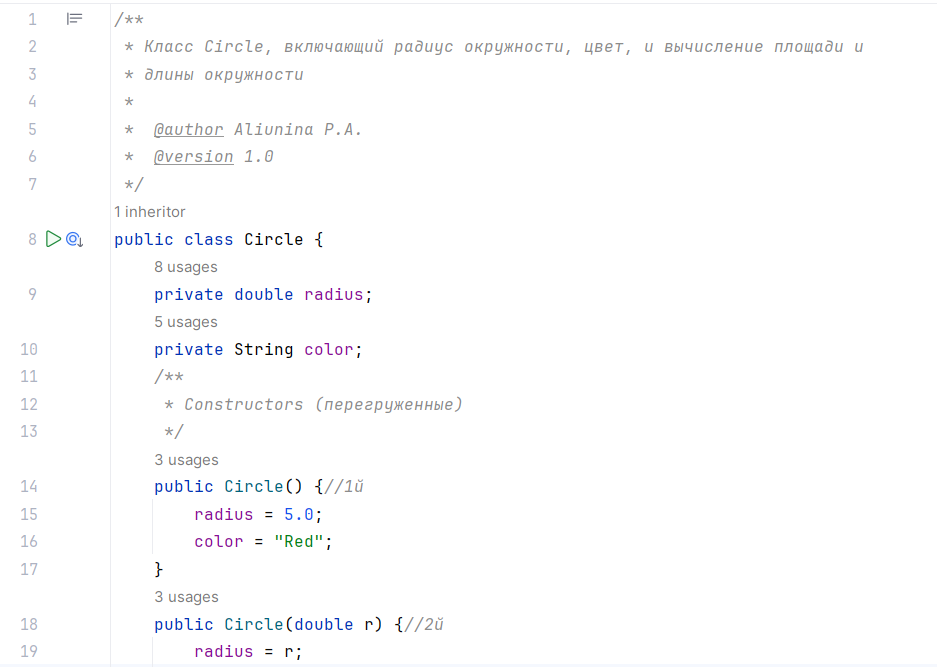 1 /**
2 * Класс Circle, включающий радиус окружности, цвет, и вычисление площади и
3 * длины окружности
4 *
5 * @author Aliunina P.A.
6 * @version 1.0
7 */
1 inheritor
8 public class Circle {
8 usages
9 private double radius;
5 usages
10 private String color;
11 /**
12 * Constructors (перегруженные)
13 */
3 usages
14 public Circle() {//1й
15 radius = 5.0;
16 color = "Red";
17 }
3 usages
18 public Circle(double r) {//2й
19 radius = r;